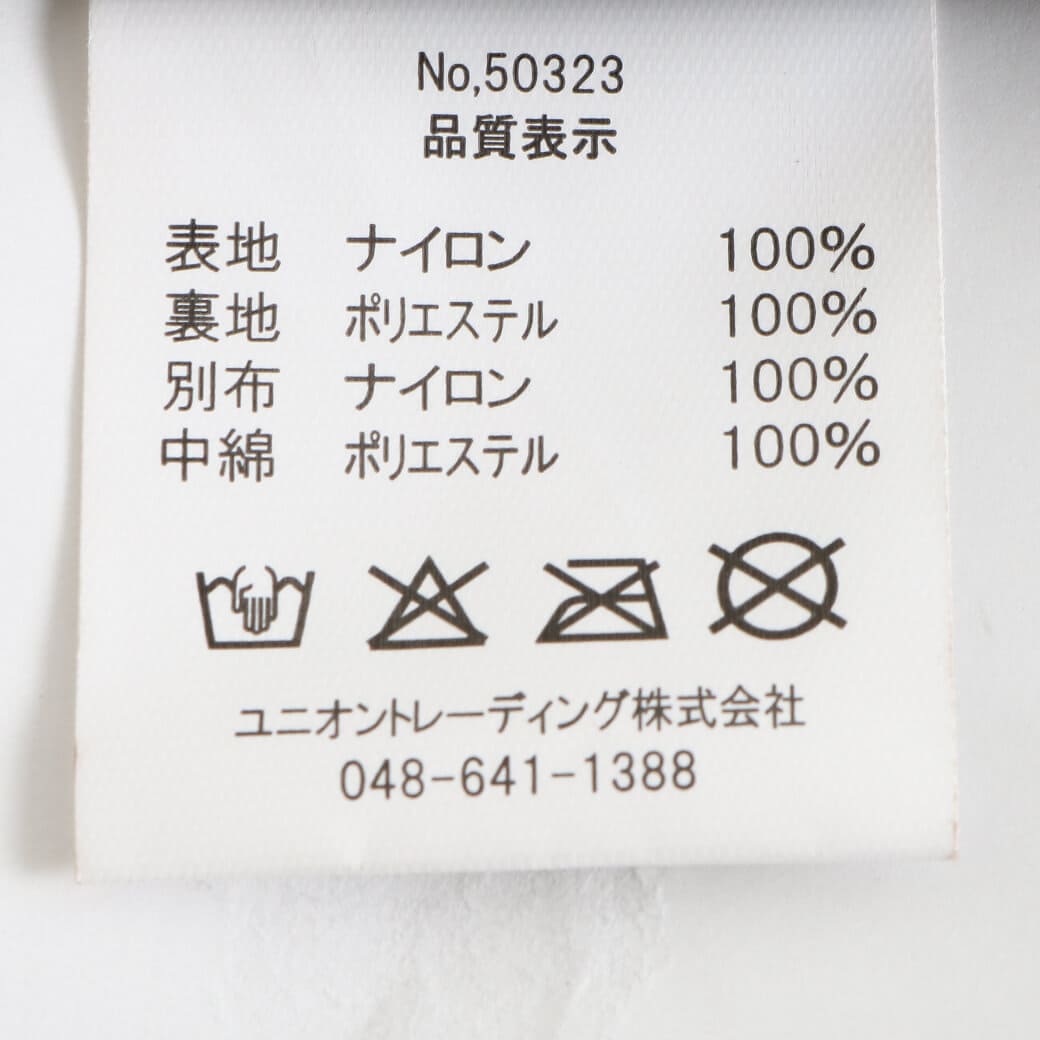 No,50323
品質表示
表地 ナイロン 100%
裏地 ポリエステル 100%
別布 ナイロン 100%
中綿 ポリエステル 100%
ユニオントレーディング株式会社
048-641-1388